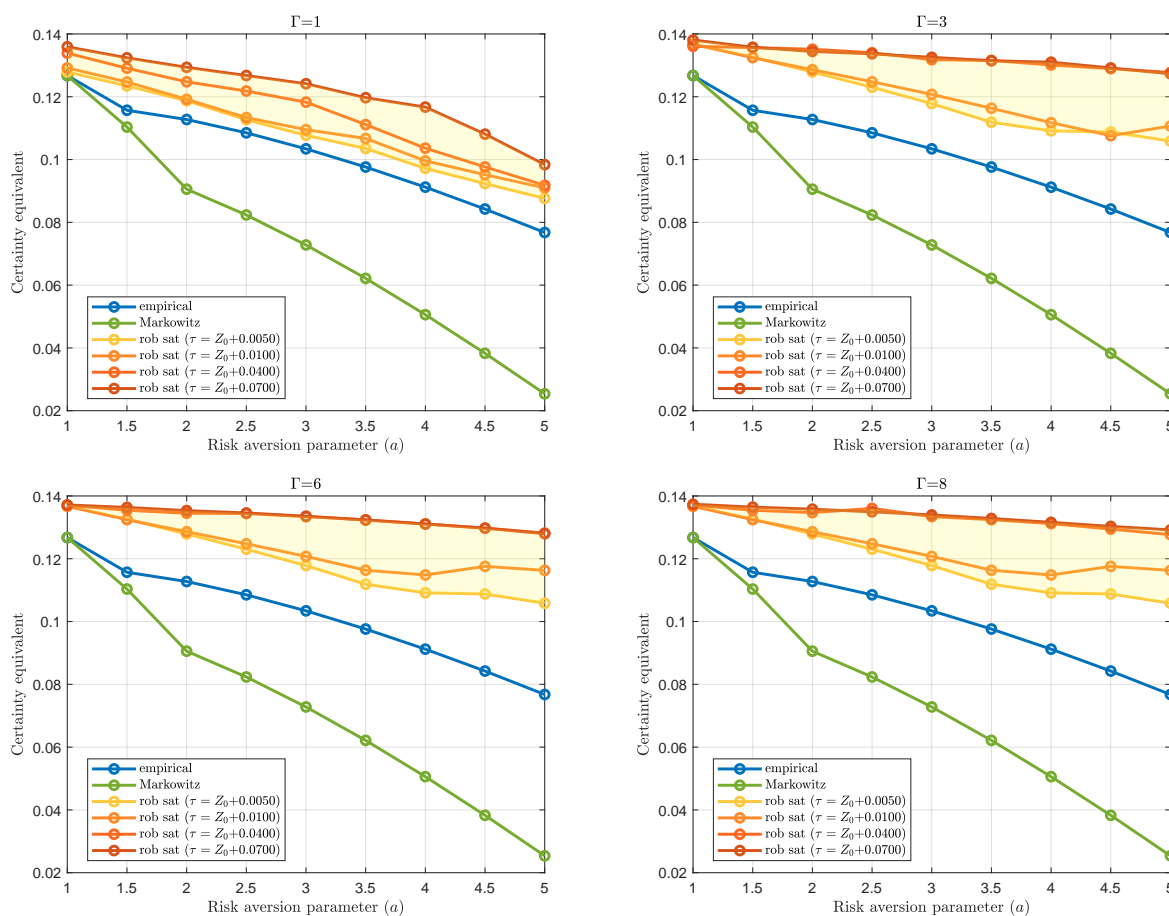 Γ=1
0.14
0.12
0.1
0.08
0.06
0.04
0.02
Certainty equivalent
empirical
Markowitz
rob sat (τ = Z₀+0.0050)
rob sat (τ = Z₀+0.0100)
rob sat (τ = Z₀+0.0400)
rob sat (τ = Z₀+0.0700)
1 1.5 2 2.5 3 3.5 4 4.5 5
Risk aversion parameter (a)
Γ=3
0.14
0.12
0.1
0.08
0.06
0.04
0.02
Certainty equivalent
empirical
Markowitz
rob sat (τ = Z₀+0.0050)
rob sat (τ = Z₀+0.0100)
rob sat (τ = Z₀+0.0400)
rob sat (τ = Z₀+0.0700)
1 1.5 2 2.5 3 3.5 4 4.5 5
Risk aversion parameter (a)
Γ=6
0.14
0.12
0.1
0.08
0.06
0.04
0.02
Certainty equivalent
empirical
Markowitz
rob sat (τ = Z₀+0.0050)
rob sat (τ = Z₀+0.0100)
rob sat (τ = Z₀+0.0400)
rob sat (τ = Z₀+0.0700)
1 1.5 2 2.5 3 3.5 4 4.5 5
Risk aversion parameter (a)
Γ=8
0.14
0.12
0.1
0.08
0.06
0.04
0.02
Certainty equivalent
empirical
Markowitz
rob sat (τ = Z₀+0.0050)
rob sat (τ = Z₀+0.0100)
rob sat (τ = Z₀+0.0400)
rob sat (τ = Z₀+0.0700)
1 1.5 2 2.5 3 3.5 4 4.5 5
Risk aversion parameter (a)